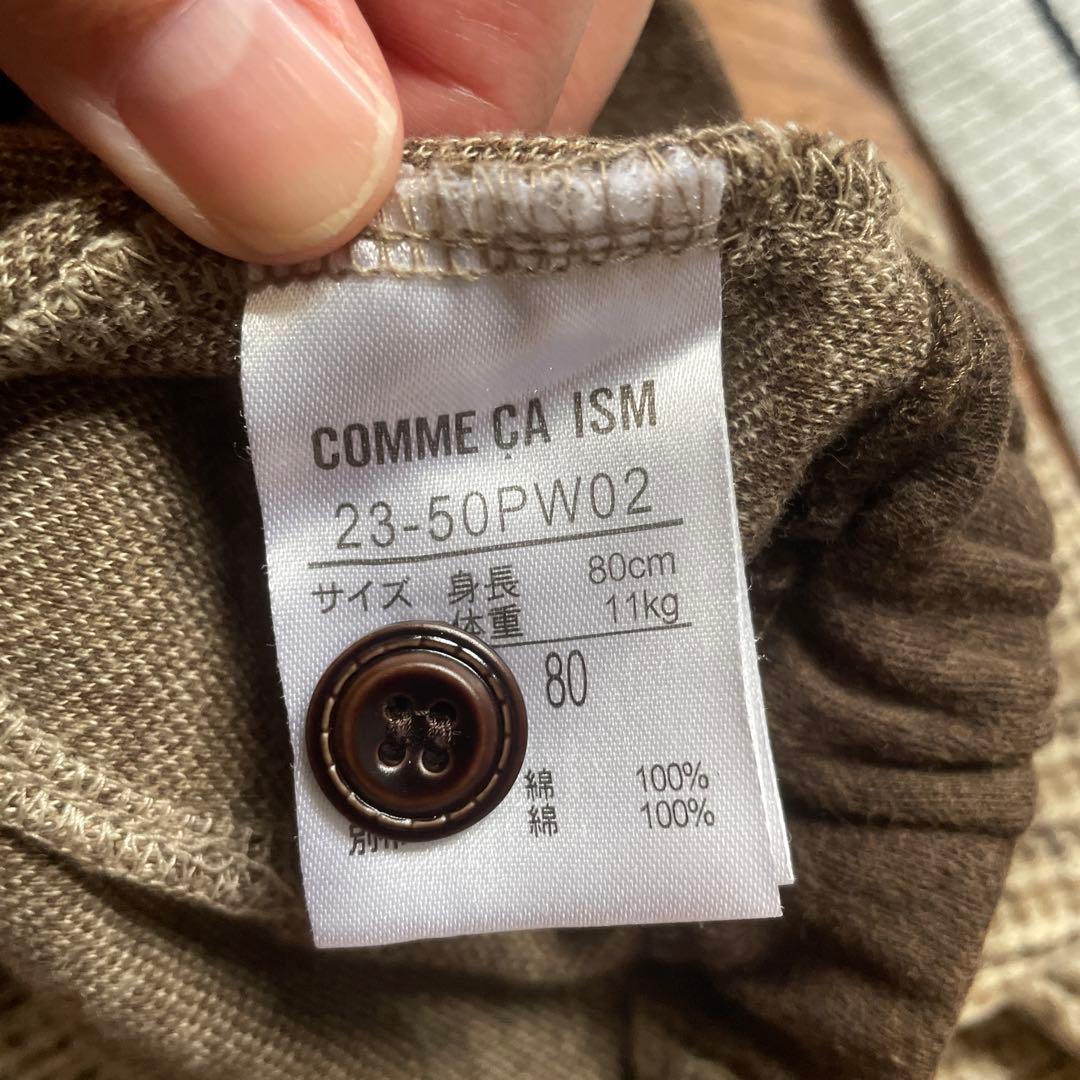 COMME ÇA ISM
23-50PW02
サイズ 身長 80cm
体重 11kg
80
綿 100%
別 綿 100%